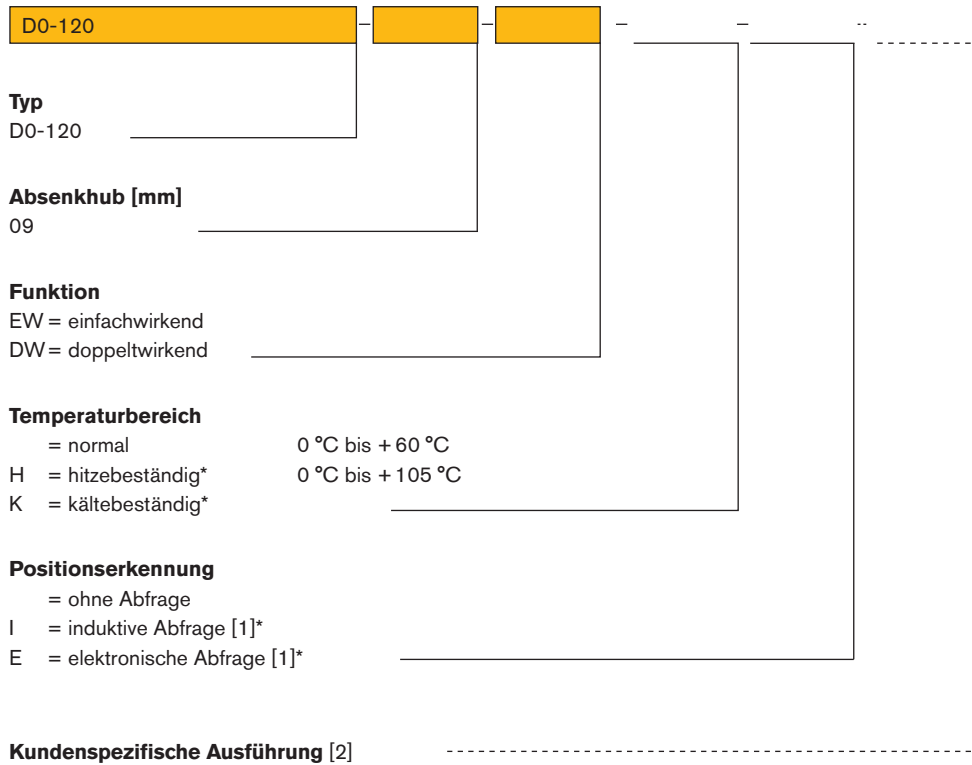 D0-120 – – – – --
Typ
D0-120
Absenkhub [mm]
09
Funktion
EW = einfachwirkend
DW = doppeltwirkend
Temperaturbereich
= normal 0 °C bis + 60 °C
H = hitzebeständig* 0 °C bis + 105 °C
K = kältebeständig*
Positionserkennung
= ohne Abfrage
I = induktive Abfrage [1]*
E = elektronische Abfrage [1]*
Kundenspezifische Ausführung [2]